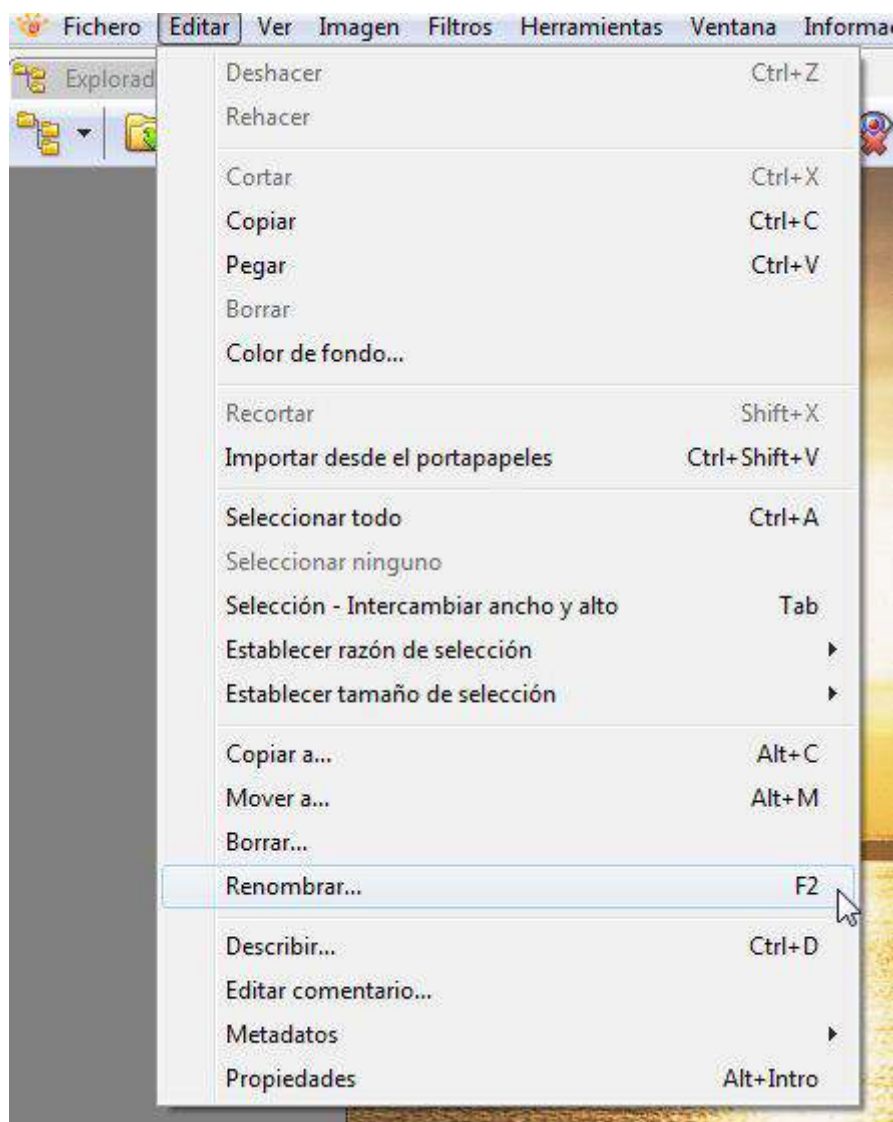 Fichero Editar Ver Imagen Filtros Herramientas Ventana Informac
Explorad
Deshacer Ctrl+Z
Rehacer
Cortar Ctrl+X
Copiar Ctrl+C
Pegar Ctrl+V
Borrar
Color de fondo...
Recortar Shift+X
Importar desde el portapapeles Ctrl+Shift+V
Seleccionar todo Ctrl+A
Seleccionar ninguno
Selección - Intercambiar ancho y alto Tab
Establecer razón de selección
Establecer tamaño de selección
Copiar a... Alt+C
Mover a... Alt+M
Borrar...
Renombrar... F2
Describir... Ctrl+D
Editar comentario...
Metadatos
Propiedades Alt+Intro